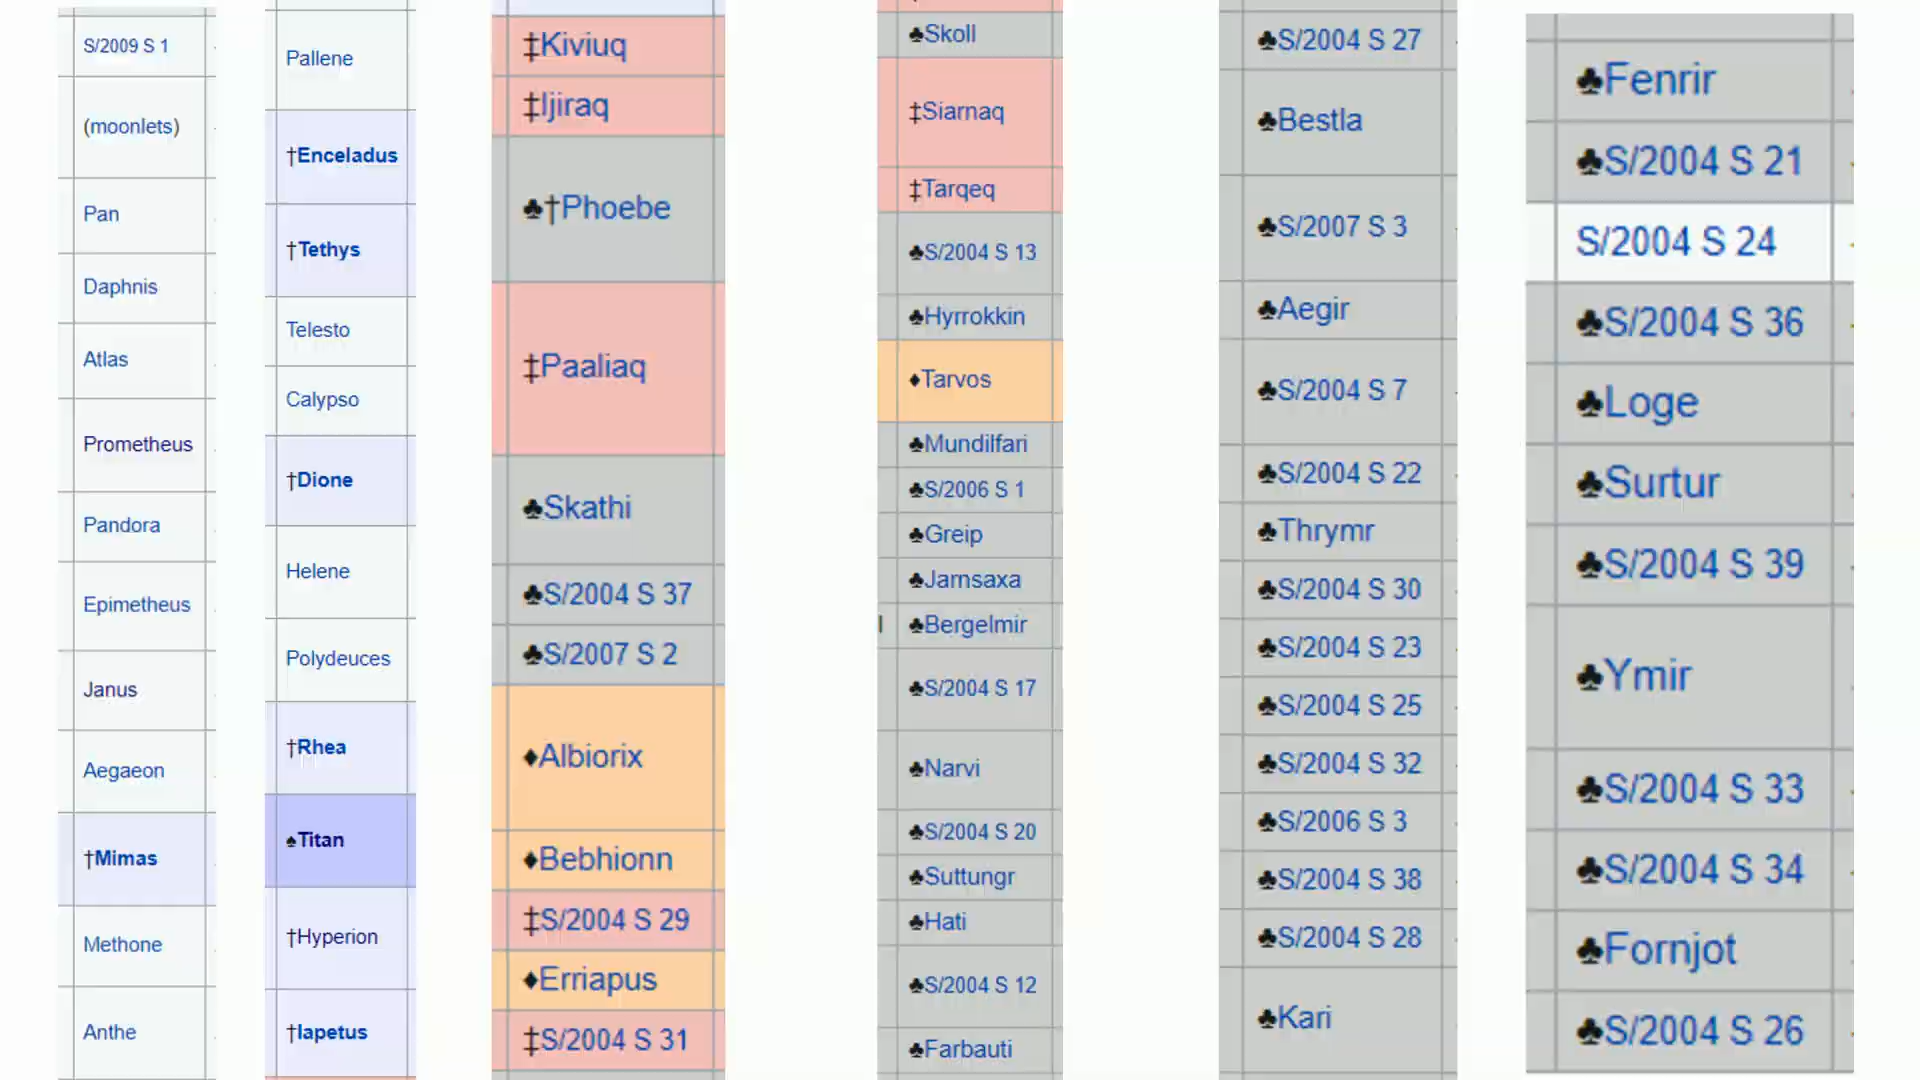 S/2009 S 1
(moonlets)
Pan
Daphnis
Atlas
Prometheus
Pandora
Epimetheus
Janus
Aegaeon
†Mimas
Methone
Anthe
Pallene
†Enceladus
†Tethys
Telesto
Calypso
†Dione
Helene
Polydeuces
†Rhea
♠Titan
†Hyperion
†Iapetus
‡Kiviuq
‡Ijiraq
♣†Phoebe
‡Paaliaq
♣Skathi
♣S/2004 S 37
♣S/2007 S 2
♦Albiorix
♦Bebhionn
‡S/2004 S 29
♦Erriapus
‡S/2004 S 31
♣Skoll
‡Siarnaq
‡Tarqeq
♣S/2004 S 13
♣Hyrrokkin
♦Tarvos
♣Mundilfari
♣S/2006 S 1
♣Greip
♣Jarnsaxa
♣Bergelmir
♣S/2004 S 17
♣Narvi
♣S/2004 S 20
♣Suttungr
♣Hati
♣S/2004 S 12
♣Farbauti
♣S/2004 S 27
♣Bestla
♣S/2007 S 3
♣Aegir
♣S/2004 S 7
♣S/2004 S 22
♣Thrymr
♣S/2004 S 30
♣S/2004 S 23
♣S/2004 S 25
♣S/2004 S 32
♣S/2006 S 3
♣S/2004 S 38
♣S/2004 S 28
♣Kari
♣Fenrir
♣S/2004 S 21
S/2004 S 24
♣S/2004 S 36
♣Loge
♣Surtur
♣S/2004 S 39
♣Ymir
♣S/2004 S 33
♣S/2004 S 34
♣Fornjot
♣S/2004 S 26